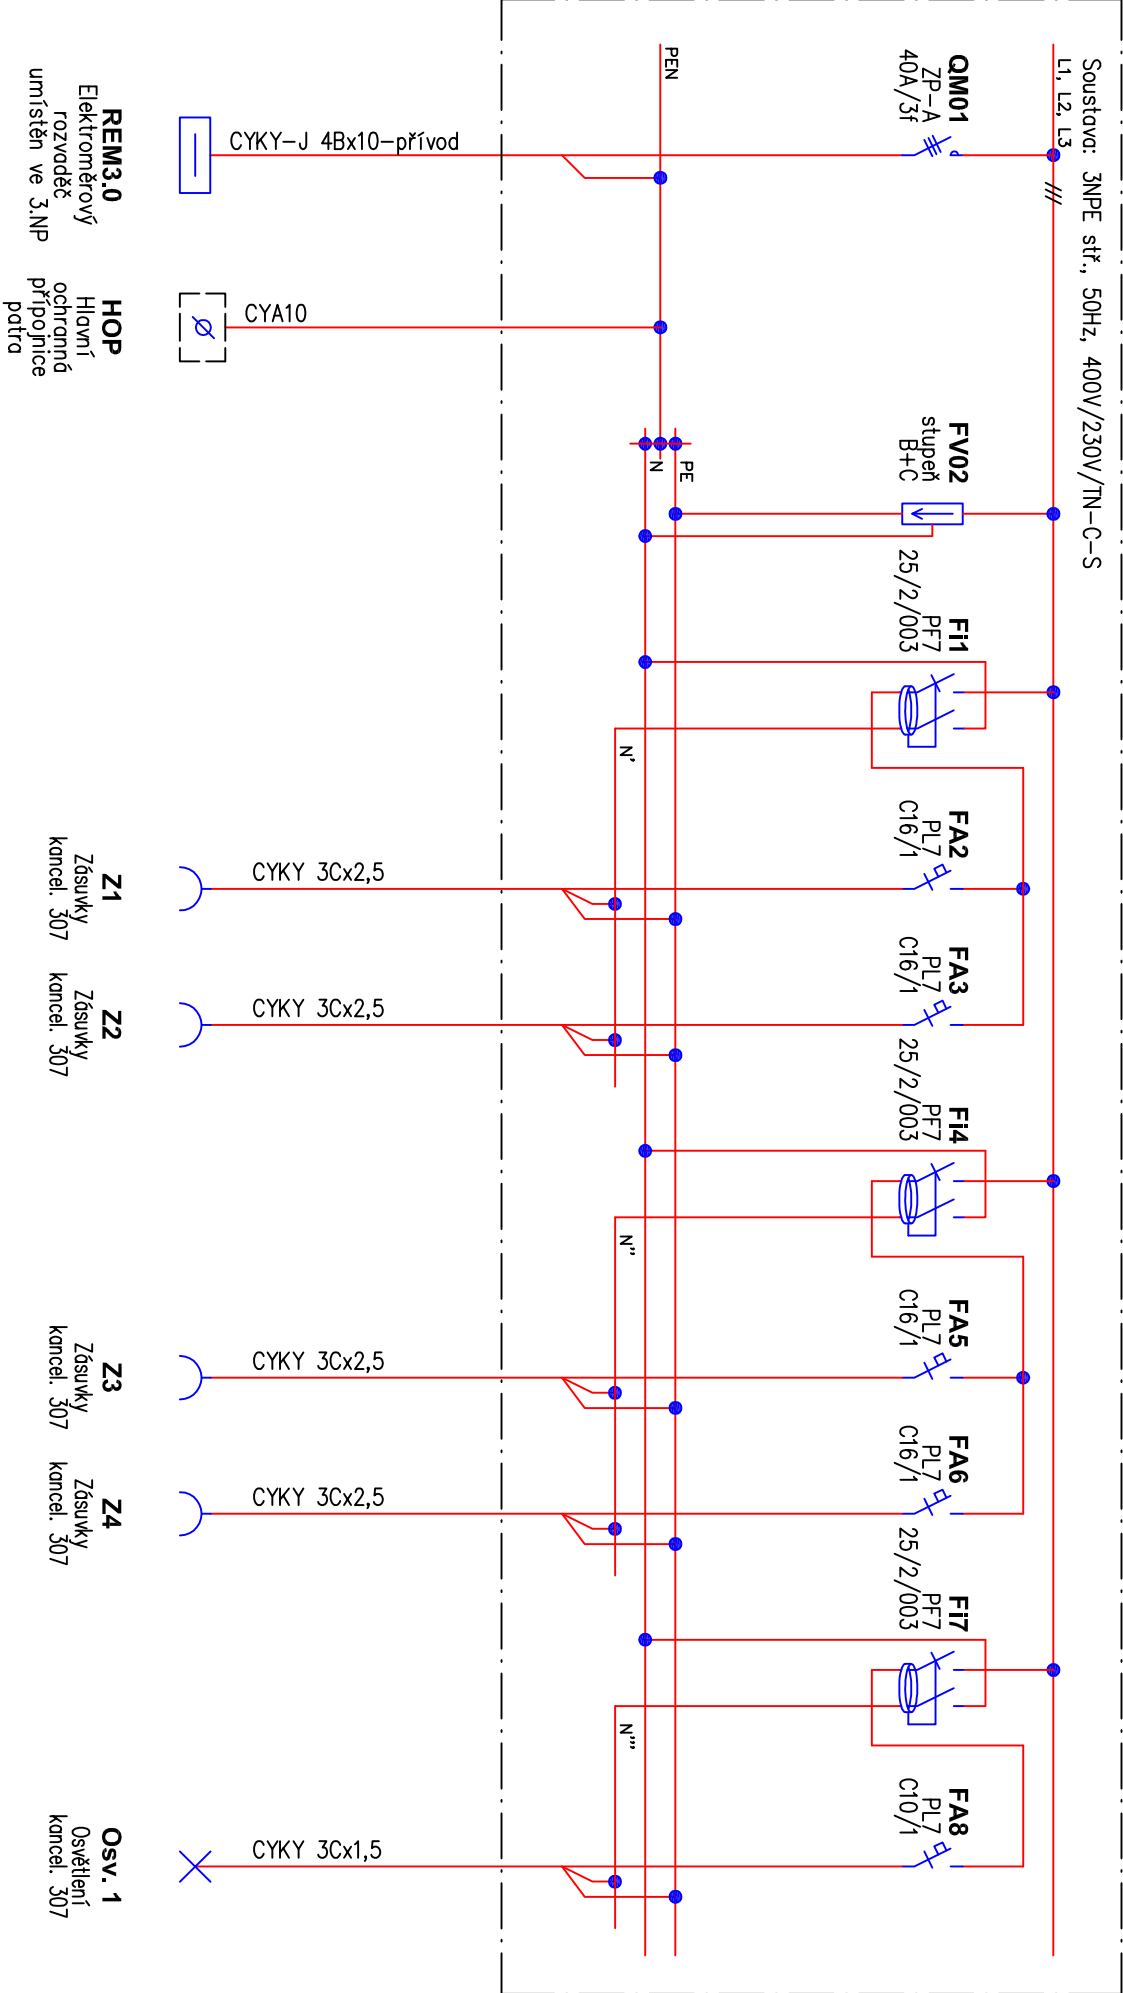 Soustava: 3NPE stř., 50Hz, 400V/230V/TN-C-S
L1, L2, L3
QM01
ZP-A
40A/3f
FV02
stupeň
B+C
Fi1
PF7
25/2/003
FA2
PL7
C16/1
FA3
PL7
C16/1
Fi4
PF7
25/2/003
FA5
PL7
C16/1
FA6
PL7
C16/1
Fi7
PF7
25/2/003
FA8
PL7
C10/1
PEN
PE
N
N'
N''
N''''
CYKY-J 4Bx10-přívod
CYA10
CYKY 3Cx2,5
CYKY 3Cx2,5
CYKY 3Cx2,5
CYKY 3Cx2,5
CYKY 3Cx1,5
REM3.0
Elektroměrový
rozvaděč
umístěn ve 3.NP
HOP
Hlavní
ochranná
přípojnice
patra
Z1
Zásuvky
kancel. 307
Z2
Zásuvky
kancel. 307
Z3
Zásuvky
kancel. 307
Z4
Zásuvky
kancel. 307
Osv. 1
Osvětlení
kancel. 307